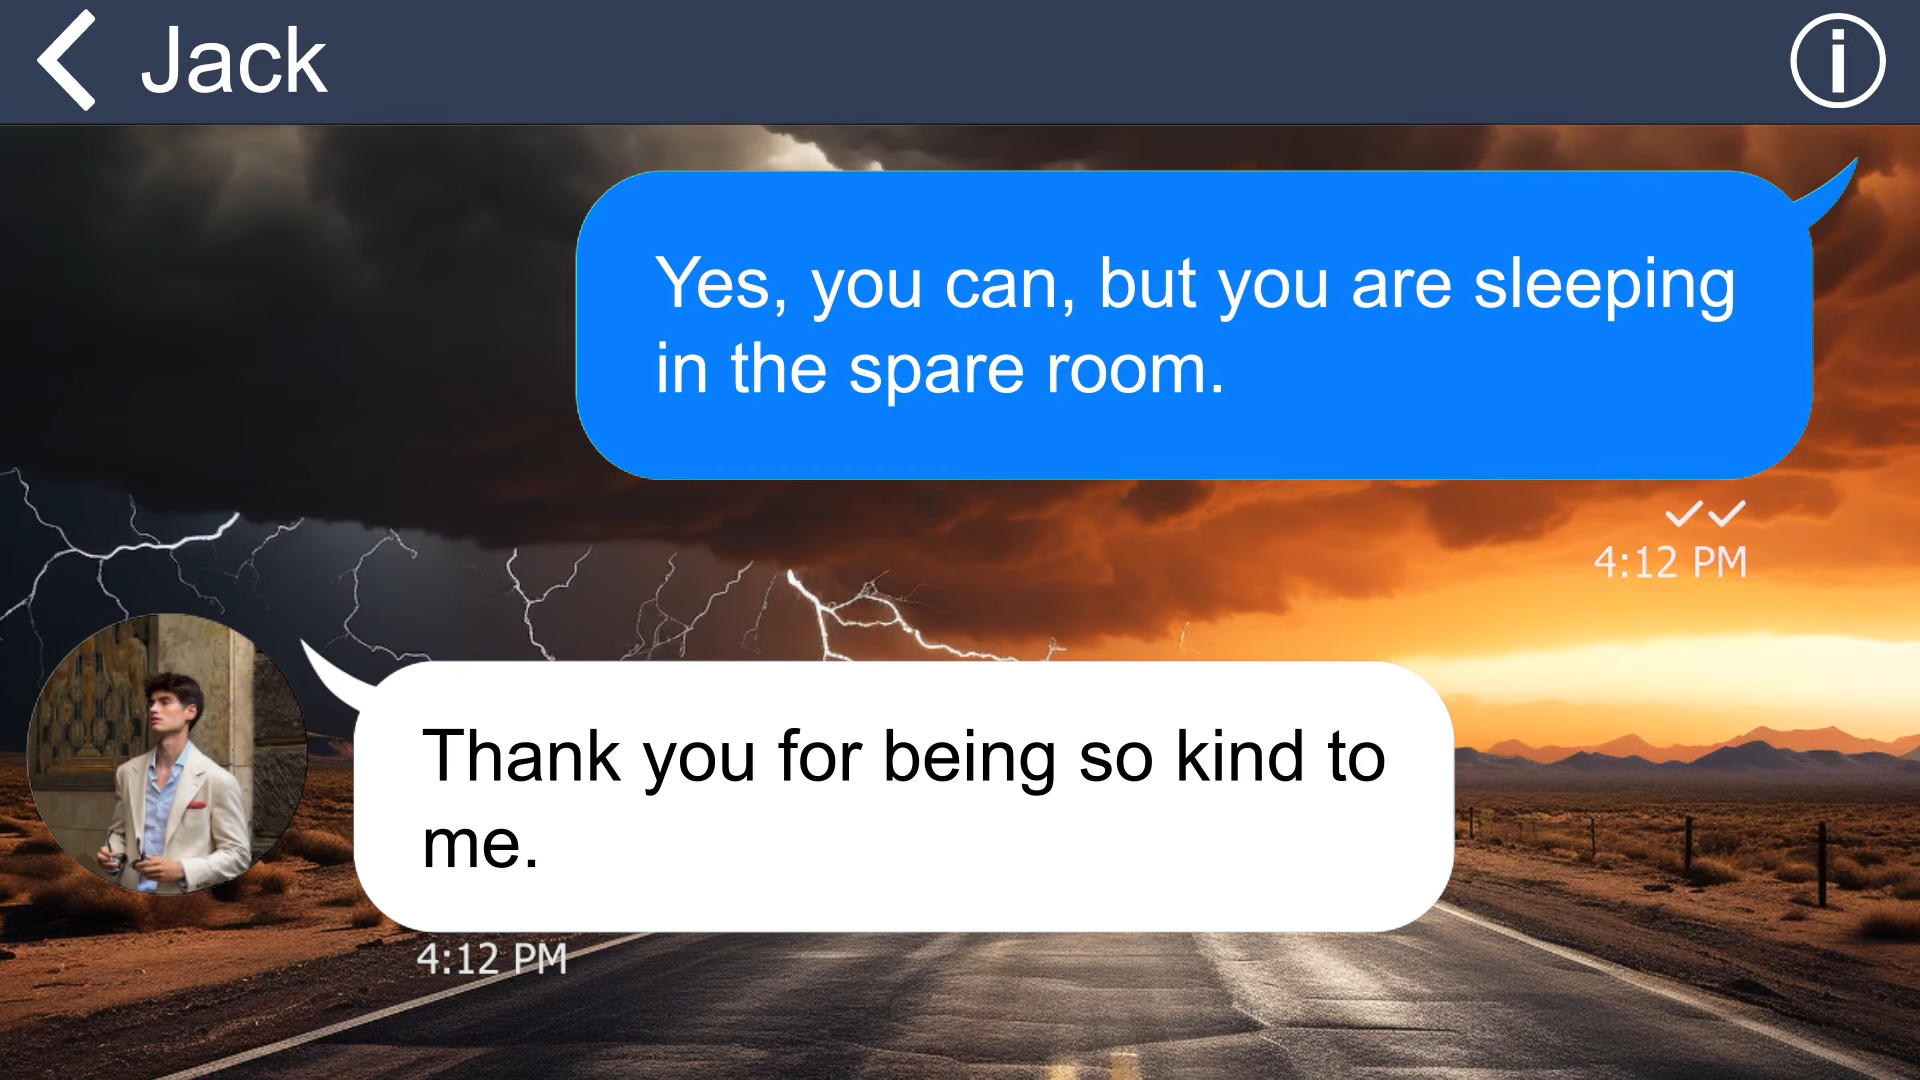 Jack
Yes, you can, but you are sleeping
in the spare room.
4:12 PM
Thank you for being so kind to
me.
4:12 PM